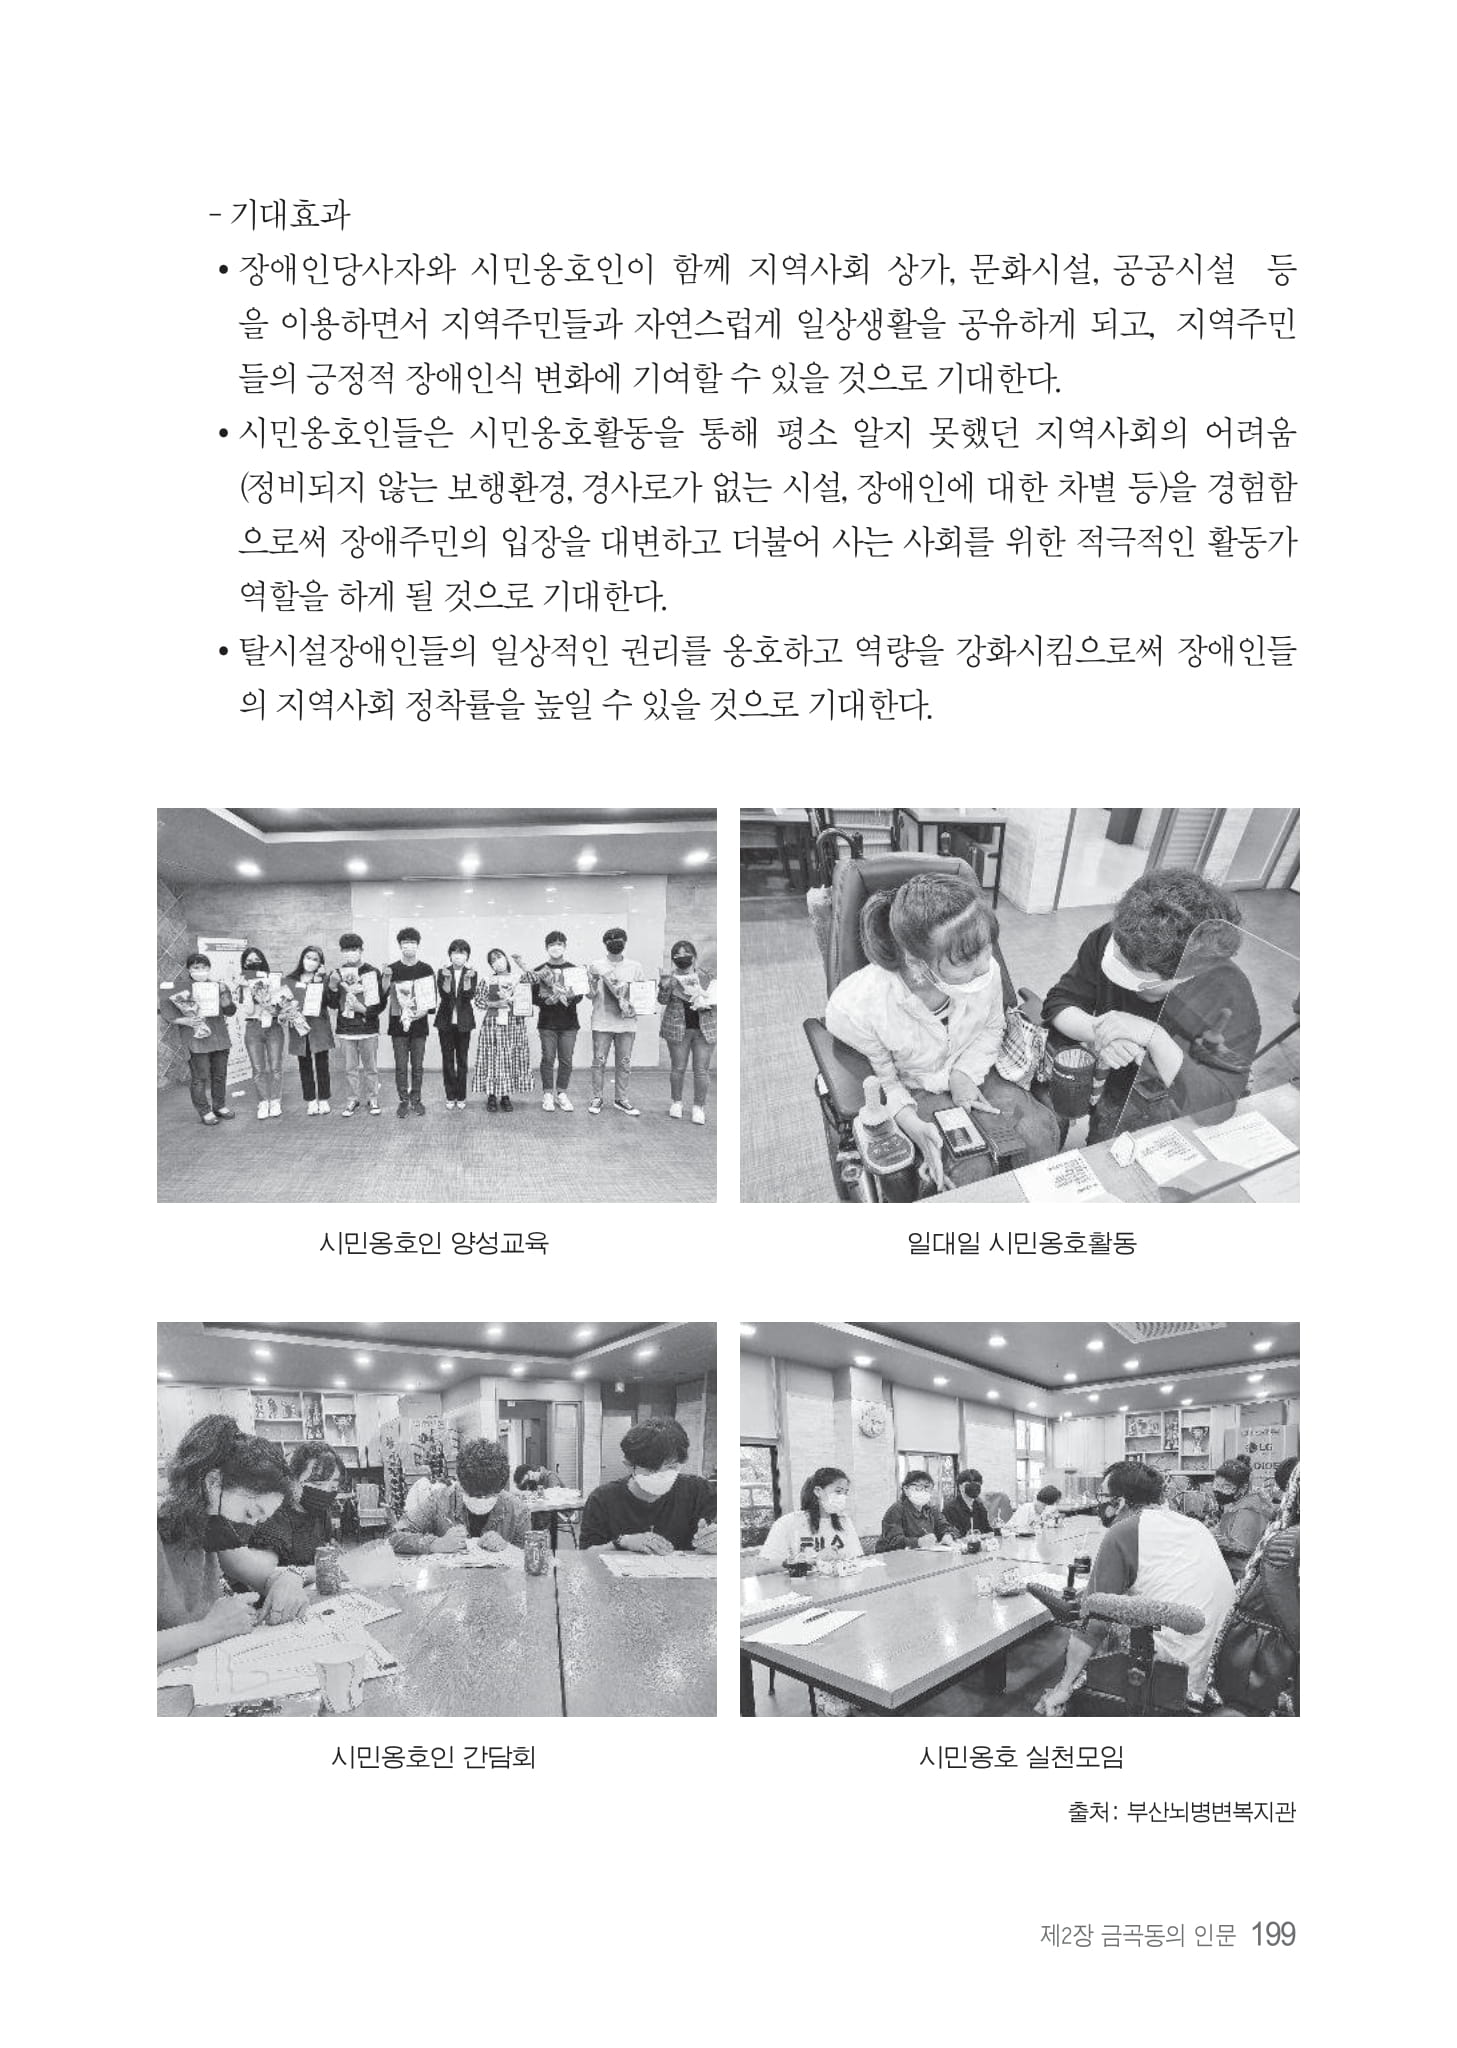 - 기대효과
• 장애인당사자와 시민옹호인이 함께 지역사회 상가, 문화시설, 공공시설 등
을 이용하면서 지역주민들과 자연스럽게 일상생활을 공유하게 되고, 지역주민
들의 긍정적 장애인식 변화에 기여할 수 있을 것으로 기대한다.
• 시민옹호인들은 시민옹호활동을 통해 평소 알지 못했던 지역사회의 어려움
(정비되지 않는 보행환경, 경사로가 없는 시설, 장애인에 대한 차별 등)을 경험함
으로써 장애주민의 입장을 대변하고 더불어 사는 사회를 위한 적극적인 활동가
역할을 하게 될 것으로 기대한다.
• 탈시설장애인들의 일상적인 권리를 옹호하고 역량을 강화시킴으로써 장애인들
의 지역사회 정착률을 높일 수 있을 것으로 기대한다.
시민옹호인 양성교육
일대일 시민옹호활동
LG
FILA
시민옹호인 간담회
시민옹호 실천모임
출처: 부산뇌병변복지관
제2장 금곡동의 인문 199